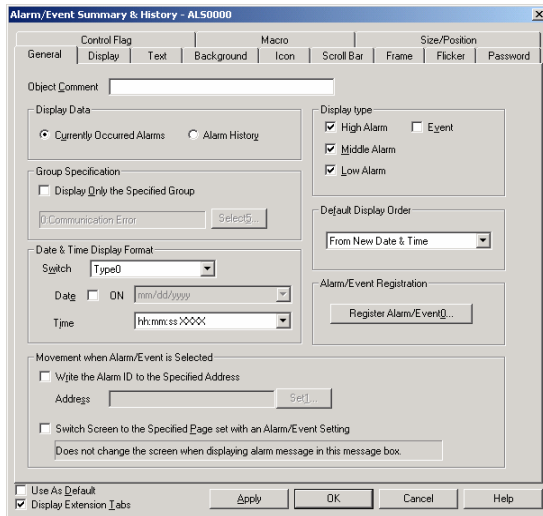 Alarm/Event Summary & History - ALS0000
Control Flag Macro Size/Position
General Display Text Background Icon Scroll Bar Frame Flicker Password
Object Comment
Display Data
Currently Occurred Alarms Alarm History
Display type
High Alarm Event
Middle Alarm
Low Alarm
Group Specification
Display Only the Specified Group
0:Communication Error Select5...
Default Display Order
From New Date & Time
Date & Time Display Format
Switch Type0
Date ON mm/dd/yyyy
Time hh:mm:ss XXXX
Alarm/Event Registration
Register Alarm/Event0...
Movement when Alarm/Event is Selected
Write the Alarm ID to the Specified Address
Address Set1...
Switch Screen to the Specified Page set with an Alarm/Event Setting
Does not change the screen when displaying alarm message in this message box.
Use As Default
Display Extension Tabs
Apply OK Cancel Help